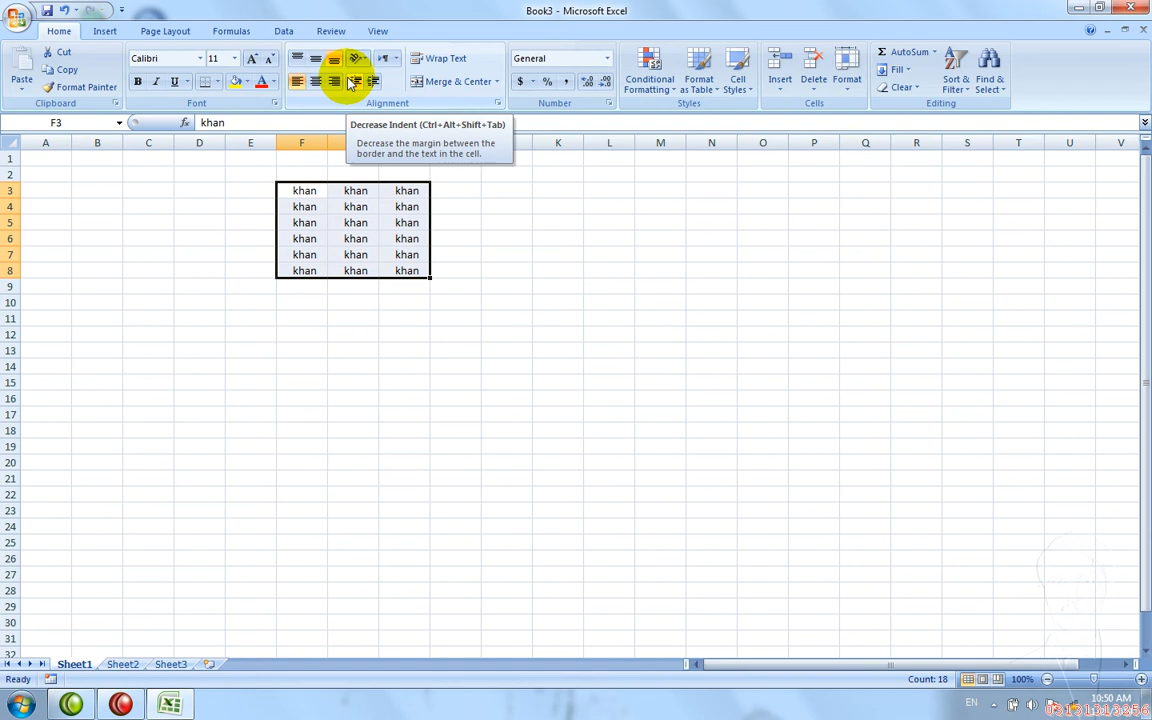 Book3 - Microsoft Excel
Home Insert Page Layout Formulas Data Review View
Paste
Cut
Copy
Format Painter
Clipboard
Calibri 11
B I U
Font
Wrap Text
Merge & Center
Alignment
General
$ % ,
Number
Conditional Formatting
Format as Table
Cell Styles
Styles
Insert Delete Format
Cells
Σ AutoSum
Fill
Clear
Sort & Filter
Find & Select
Editing
F3 fx khan
Decrease Indent (Ctrl+Alt+Shift+Tab)
Decrease the margin between the
border and the text in the cell.
A B C D E F K L M N O P Q R S T U V
1
2
3 khan khan khan
4 khan khan khan
5 khan khan khan
6 khan khan khan
7 khan khan khan
8 khan khan khan
9
10
11
12
13
14
15
16
17
18
19
20
21
22
23
24
25
26
27
28
29
30
31
32
Sheet1 Sheet2 Sheet3
Ready Count: 18 100%
EN 10:50 AM